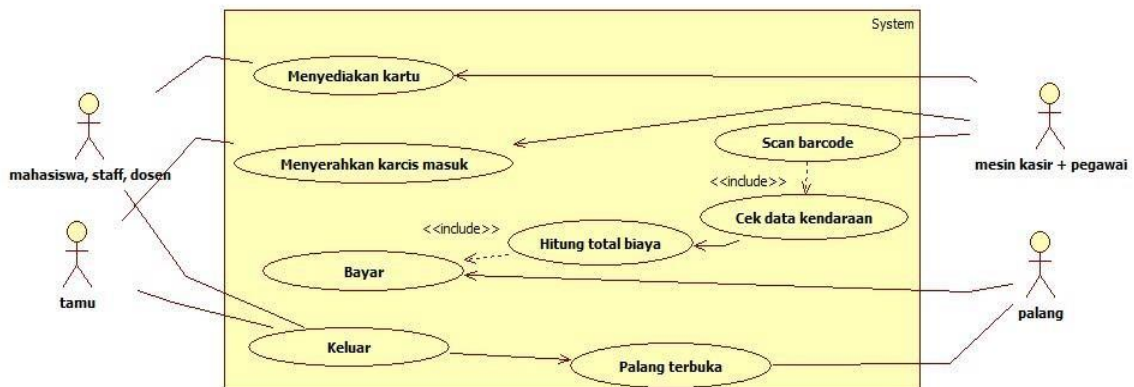 System
Menyediakan kartu
mahasiswa, staff, dosen
Menyerahkan karcis masuk
Scan barcode
mesin kasir + pegawai
<<include>>
Cek data kendaraan
<<include>>
Hitung total biaya
Bayar
tamu
palang
Keluar
Palang terbuka